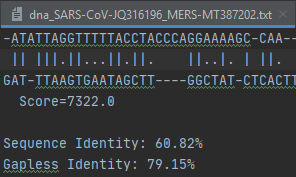 dna_SARS-CoV-JQ316196_MERS-MT387202.txt
-ATATTAGGTTTTTACCTACCCAGGAAAAGC-CAA--
|| |||.||...||.||. ||..|. | ||.
GAT-TTAAGTGAATAGCTT----GGCTAT-CTCACTT
Score=7322.0
Sequence Identity: 60.82%
Gapless Identity: 79.15%